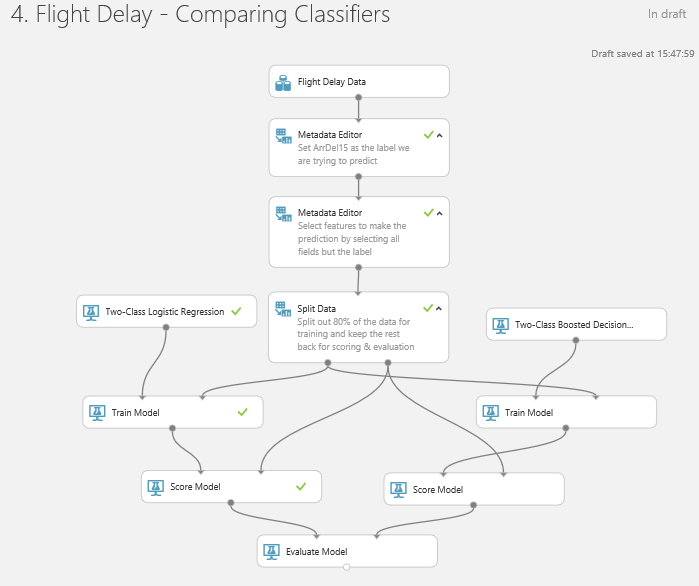 4. Flight Delay - Comparing Classifiers
In draft
Draft saved at 15:47:59
Flight Delay Data
Metadata Editor
Set ArrDel15 as the label we
are trying to predict
Metadata Editor
Select features to make the
prediction by selecting all
fields but the label
Two-Class Logistic Regression
Split Data
Split out 80% of the data for
training and keep the rest
back for scoring & evaluation
Two-Class Boosted Decision...
Train Model
Train Model
Score Model
Score Model
Evaluate Model